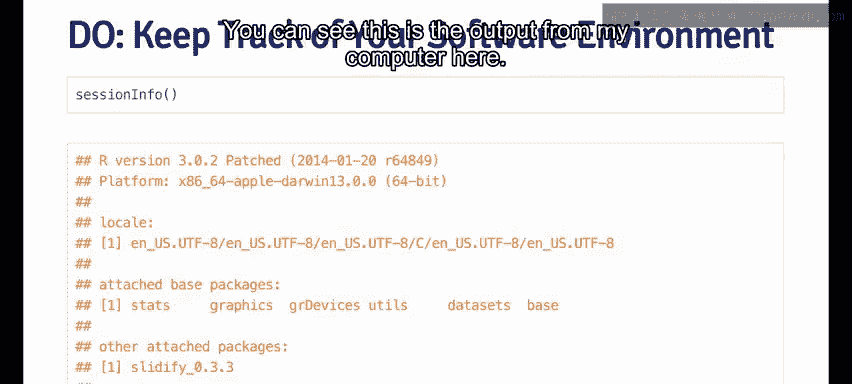 DO: Keep Track of Your Software Environment
You can see this is the output from my
computer here.
sessionInfo()
## R version 3.0.2 Patched (2014-01-20 r64849)
## Platform: x86_64-apple-darwin13.0.0 (64-bit)
##
## locale:
## [1] en_US.UTF-8/en_US.UTF-8/en_US.UTF-8/C/en_US.UTF-8/en_US.UTF-8
##
## attached base packages:
## [1] stats graphics grDevices utils datasets base
##
## other attached packages:
## [1] slidify_0.3.3